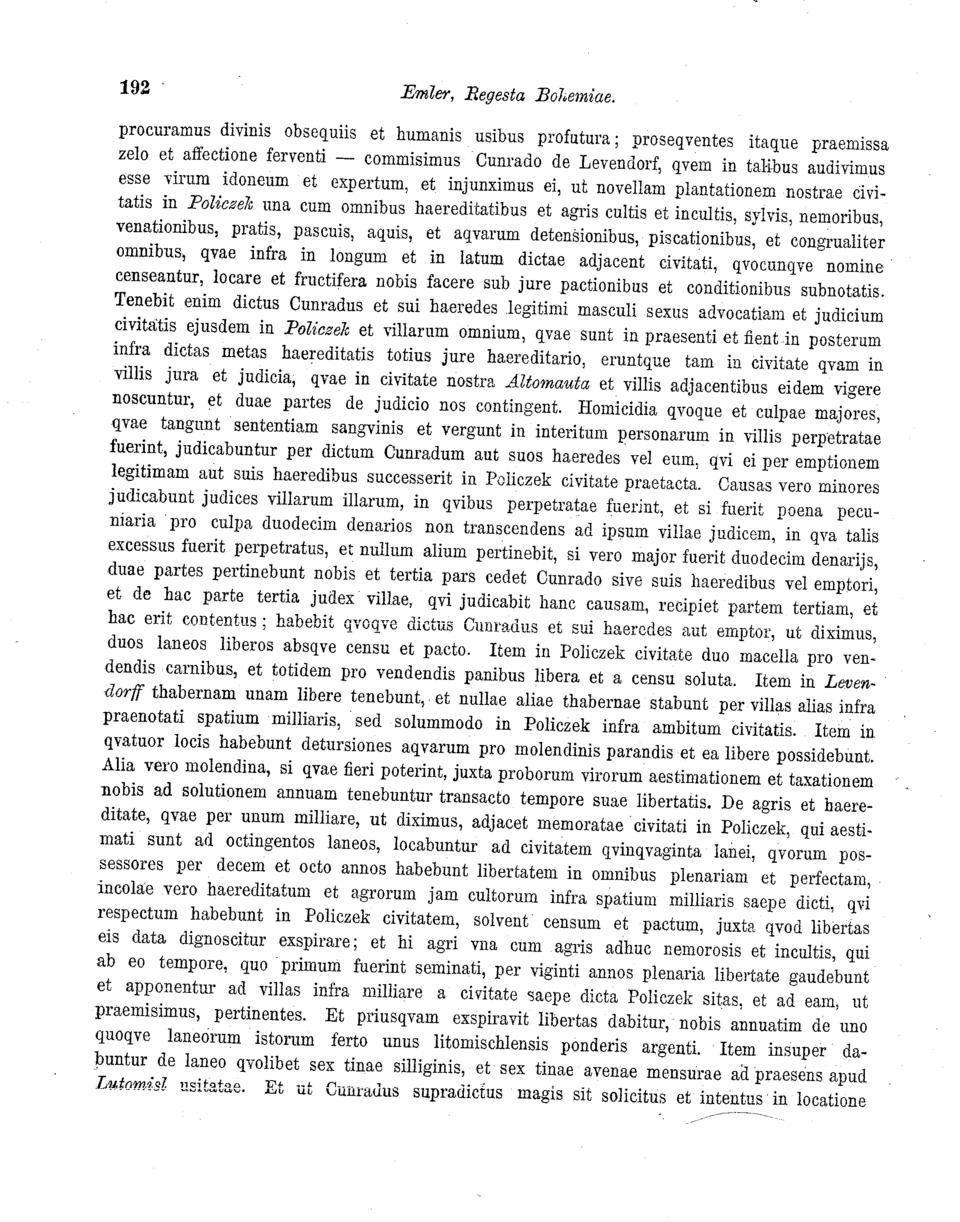 192
Emler, Regesta Bohemiae.
procuramus divinis obsequiis et humanis usibus profutura; proseqventes itaque praemissa
zelo et affectione ferventi — commisimus Cunrado de Levendorf, qvem in talibus audivimus
esse virum idoneum et expertum, et injunximus ei, ut novellam plantationem nostrae civi-
tatis in Policzek una cum omnibus haereditatibus et agris cultis et incultis, sylvis, nemoribus,
venationibus, pratis, pascuis, aquis, et aqvarum detensionibus, piscationibus, et congrualiter
omnibus, qvae infra in longum et in latum dictae adjacent civitati, qvocunqve nomine
censeantur, locare et fructifera nobis facere sub jure pactionibus et conditionibus subnotatis.
Tenebit enim dictus Cunradus et sui haeredes legitimi masculi sexus advocatiam et judicium
civitatis ejusdem in Policzek et villarum omnium, qvae sunt in praesenti et fient in posterum
infra dictas metas haereditatis totius jure haereditario, eruntque tam in civitate qvam in
villis jura et judicia, qvae in civitate nostra Altomauta et villis adjacentibus eidem vigere
noscuntur, et duae partes de judicio nos contingent. Homicidia qvoque et culpae majores,
qvae tangunt sententiam sangvinis et vergunt in interitum personarum in villis perpetratae
fuerint, judicabuntur per dictum Cunradum aut suos haeredes vel eum, qvi ei per emptionem
legitimam aut suis haeredibus successerit in Policzek civitate praetacta. Causas vero minores
judicabunt judices villarum illarum, in qvibus perpetratae fuerint, et si fuerit poena pecu-
niaria pro culpa duodecim denarios non transcendens ad ipsum villae judicem, in qva talis
excessus fuerit perpetratus, et nullum alium pertinebit, si vero major fuerit duodecim denarijs,
duae partes pertinebunt nobis et tertia pars cedet Cunrado sive suis haeredibus vel emptori,
et de hac parte tertia judex villae, qvi judicabit hanc causam, recipiet partem tertiam, et
hac erit contentus; habebit qvoqve dictus Cunradus et sui haeredes aut emptor, ut diximus,
duos laneos liberos absqve censu et pacto. Item in Policzek civitate duo macella pro ven-
dendis carnibus, et totidem pro vendendis panibus libera et a censu soluta. Item in Leven-
dorff thabernam unam libere tenebunt, et nullae aliae thabernae stabunt per villas alias infra
praenotati spatium milliaris, sed solummodo in Policzek infra ambitum civitatis. Item in
qvatuor locis habebunt detursiones aqvarum pro molendinis parandis et ea libere possidebunt.
Alia vero molendina, si qvae fieri poterint, juxta proborum virorum aestimationem et taxationem
nobis ad solutionem annuam tenebuntur transacto tempore suae libertatis. De agris et haere-
ditate, qvae per unum milliare, ut diximus, adjacet memoratae civitati in Policzek, qui aesti-
mati sunt ad octingentos laneos, locabuntur ad civitatem qvinqvaginta lanei, qvorum pos-
sessores per decem et octo annos habebunt libertatem in omnibus plenariam et perfectam,
incolae vero haereditatum et agrorum jam cultorum infra spatium milliaris saepe dicti, qvi
respectum habebunt in Policzek civitatem, solvent censum et pactum, juxta qvod libertas
eis data dignoscitur exspirare; et hi agri vna cum agris adhuc nemorosis et incultis, qui
ab eo tempore, quo primum fuerint seminati, per viginti annos plenaria libertate gaudebunt
et apponentur ad villas infra milliare a civitate saepe dicta Policzek sitas, et ad eam, ut
praemisimus, pertinentes. Et priusqvam exspiravit libertas dabitur, nobis annuatim de uno
quoqve laneorum istorum ferto unus litomischlensis ponderis argenti. Item insuper da-
buntur de laneo qvolibet sex tinae silliginis, et sex tinae avenae mensurae ad praesens apud
Lutomisl usitatae. Et ut Cunradus supradictus magis sit solicitus et intentus in locatione